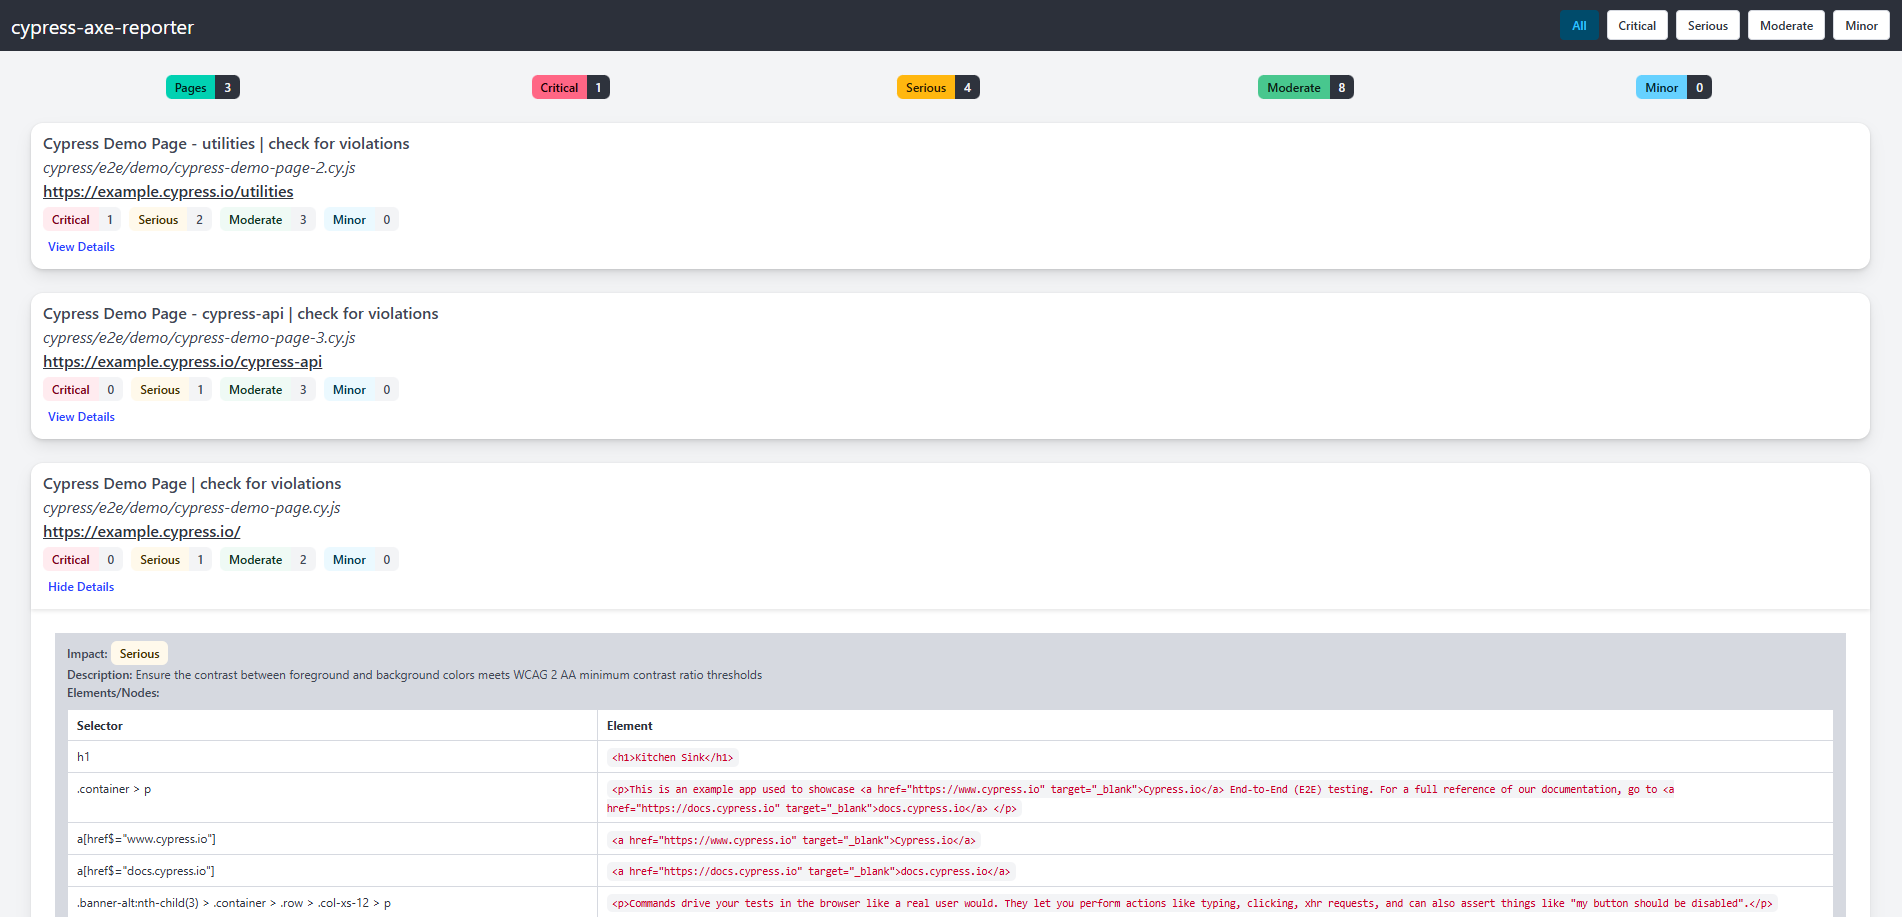 cypress-axe-reporter
All Critical Serious Moderate Minor
Pages 3 Critical 1 Serious 4 Moderate 8 Minor 0
Cypress Demo Page - utilities | check for violations
cypress/e2e/demo/cypress-demo-page-2.cy.js
https://example.cypress.io/utilities
Critical 1 Serious 2 Moderate 3 Minor 0
View Details
Cypress Demo Page - cypress-api | check for violations
cypress/e2e/demo/cypress-demo-page-3.cy.js
https://example.cypress.io/cypress-api
Critical 0 Serious 1 Moderate 3 Minor 0
View Details
Cypress Demo Page | check for violations
cypress/e2e/demo/cypress-demo-page.cy.js
https://example.cypress.io/
Critical 0 Serious 1 Moderate 2 Minor 0
Hide Details
Impact: Serious
Description: Ensure the contrast between foreground and background colors meets WCAG 2 AA minimum contrast ratio thresholds
Elements/Nodes:
Selector Element
h1 <h1>Kitchen Sink</h1>
.container > p <p>This is an example app used to showcase <a href="https://www.cypress.io" target="_blank">Cypress.io</a> End-to-End (E2E) testing. For a full reference of our documentation, go to <a
href="https://docs.cypress.io" target="_blank">docs.cypress.io</a> </p>
a[href$="www.cypress.io"] <a href="https://www.cypress.io" target="_blank">Cypress.io</a>
a[href$="docs.cypress.io"] <a href="https://docs.cypress.io" target="_blank">docs.cypress.io</a>
.banner-alt:nth-child(3) > .container > .row > .col-xs-12 > p <p>Commands drive your tests in the browser like a real user would. They let you perform actions like typing, clicking, xhr requests, and can also assert things like "my button should be disabled".</p>